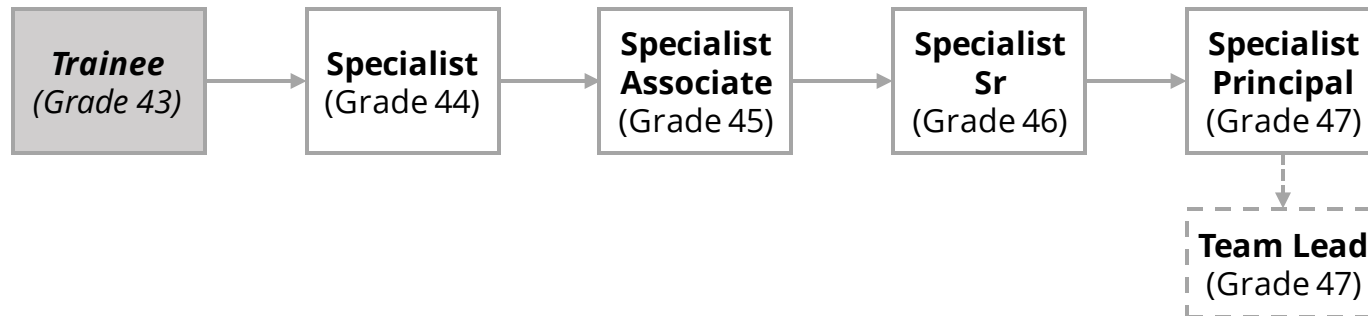 Trainee
(Grade 43)
Specialist
(Grade 44)
Specialist
Associate
(Grade 45)
Specialist
Sr
(Grade 46)
Specialist
Principal
(Grade 47)
Team Lead
(Grade 47)